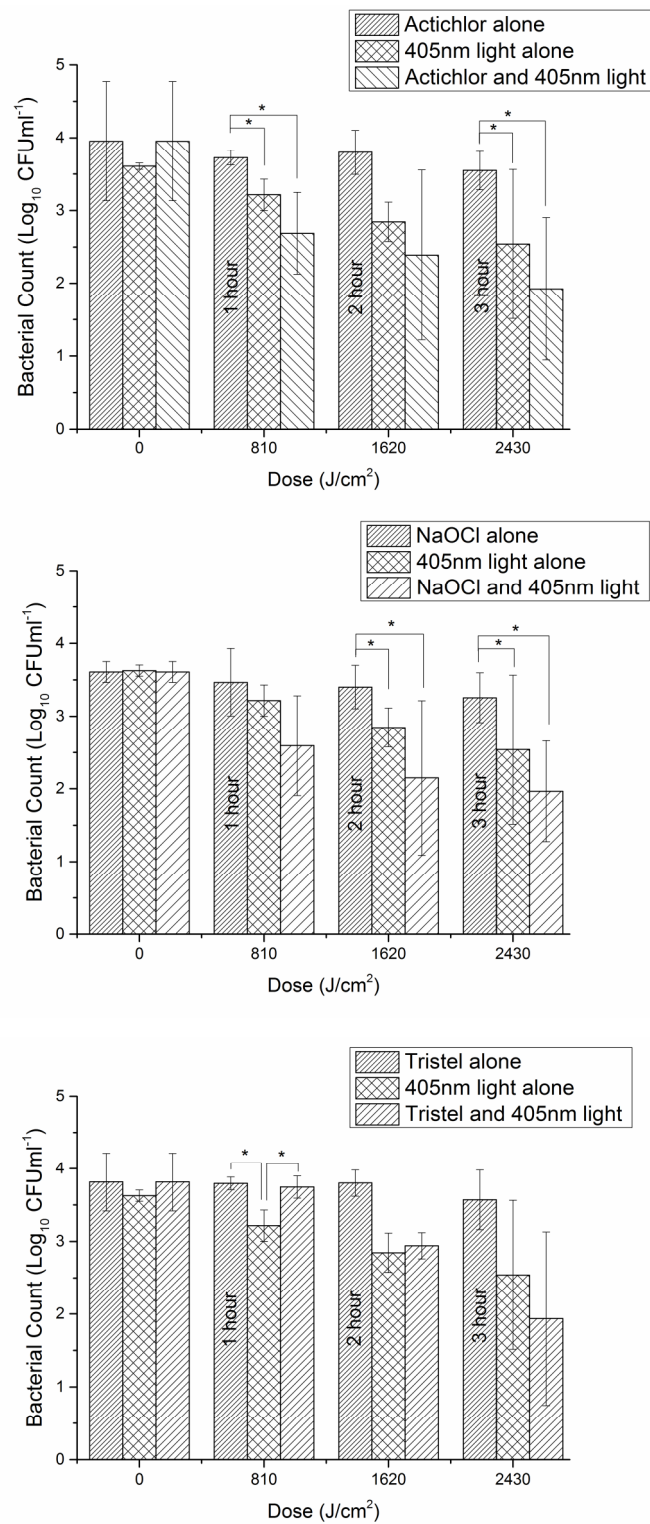 Actichlor alone
405nm light alone
Actichlor and 405nm light
Bacterial Count (Log₁₀ CFUml⁻¹)
5
4
3
2
1
0
* * * *
1 hour
2 hour
3 hour
0 810 1620 2430
Dose (J/cm²)
NaOCl alone
405nm light alone
NaOCl and 405nm light
Bacterial Count (Log₁₀ CFUml⁻¹)
5
4
3
2
1
0
* * * *
1 hour
2 hour
3 hour
0 810 1620 2430
Dose (J/cm²)
Tristel alone
405nm light alone
Tristel and 405nm light
Bacterial Count (Log₁₀ CFUml⁻¹)
5
4
3
2
1
0
* *
1 hour
2 hour
3 hour
0 810 1620 2430
Dose (J/cm²)